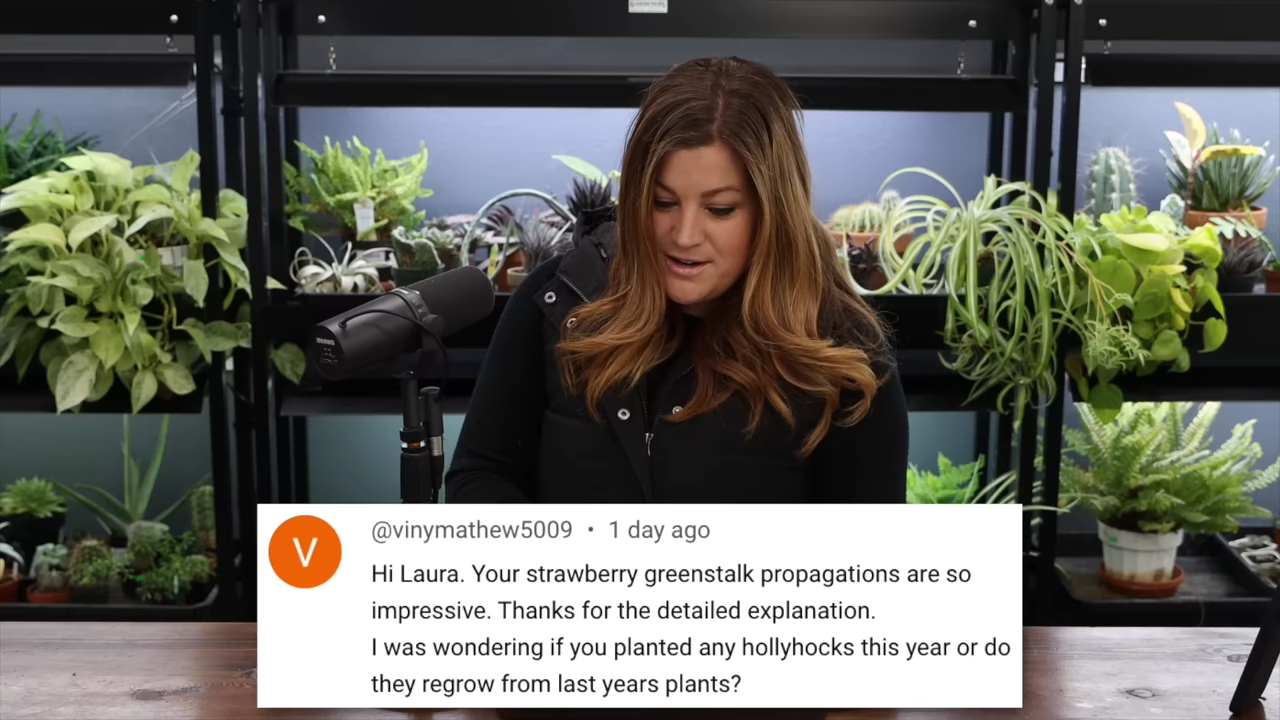 V
@vinymathew5009 • 1 day ago
Hi Laura. Your strawberry greenstalk propagations are so
impressive. Thanks for the detailed explanation.
I was wondering if you planted any hollyhocks this year or do
they regrow from last years plants?